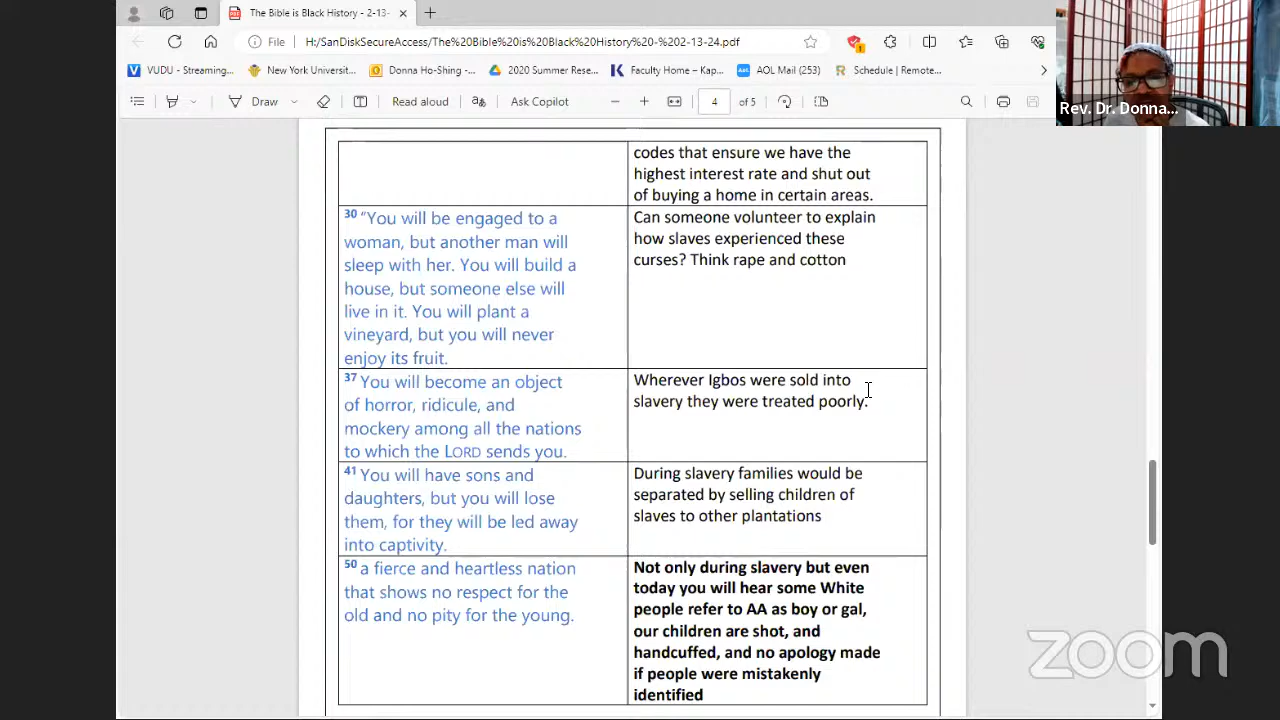 The Bible is Black History - 2-13-
File
H:/SanDiskSecureAccess/The%20Bible%20is%20Black%20History%20-%202-13-24.pdf
1
VUDU - Streaming...
New York Universit...
Donna Ho-Shing -...
2020 Summer Rese...
Faculty Home – Kap...
AOL Mail (253)
Schedule | Remote...
Draw
Read aloud
Ask Copilot
4
of 5
Rev. Dr. Donna...
codes that ensure we have the
highest interest rate and shut out
of buying a home in certain areas.
30 “You will be engaged to a
woman, but another man will
sleep with her. You will build a
house, but someone else will
live in it. You will plant a
vineyard, but you will never
enjoy its fruit.
Can someone volunteer to explain
how slaves experienced these
curses? Think rape and cotton
37 You will become an object
of horror, ridicule, and
mockery among all the nations
to which the LORD sends you.
Wherever Igbos were sold into
slavery they were treated poorly.
41 You will have sons and
daughters, but you will lose
them, for they will be led away
into captivity.
During slavery families would be
separated by selling children of
slaves to other plantations
50 a fierce and heartless nation
that shows no respect for the
old and no pity for the young.
Not only during slavery but even
today you will hear some White
people refer to AA as boy or gal,
our children are shot, and
handcuffed, and no apology made
if people were mistakenly
identified
zoom